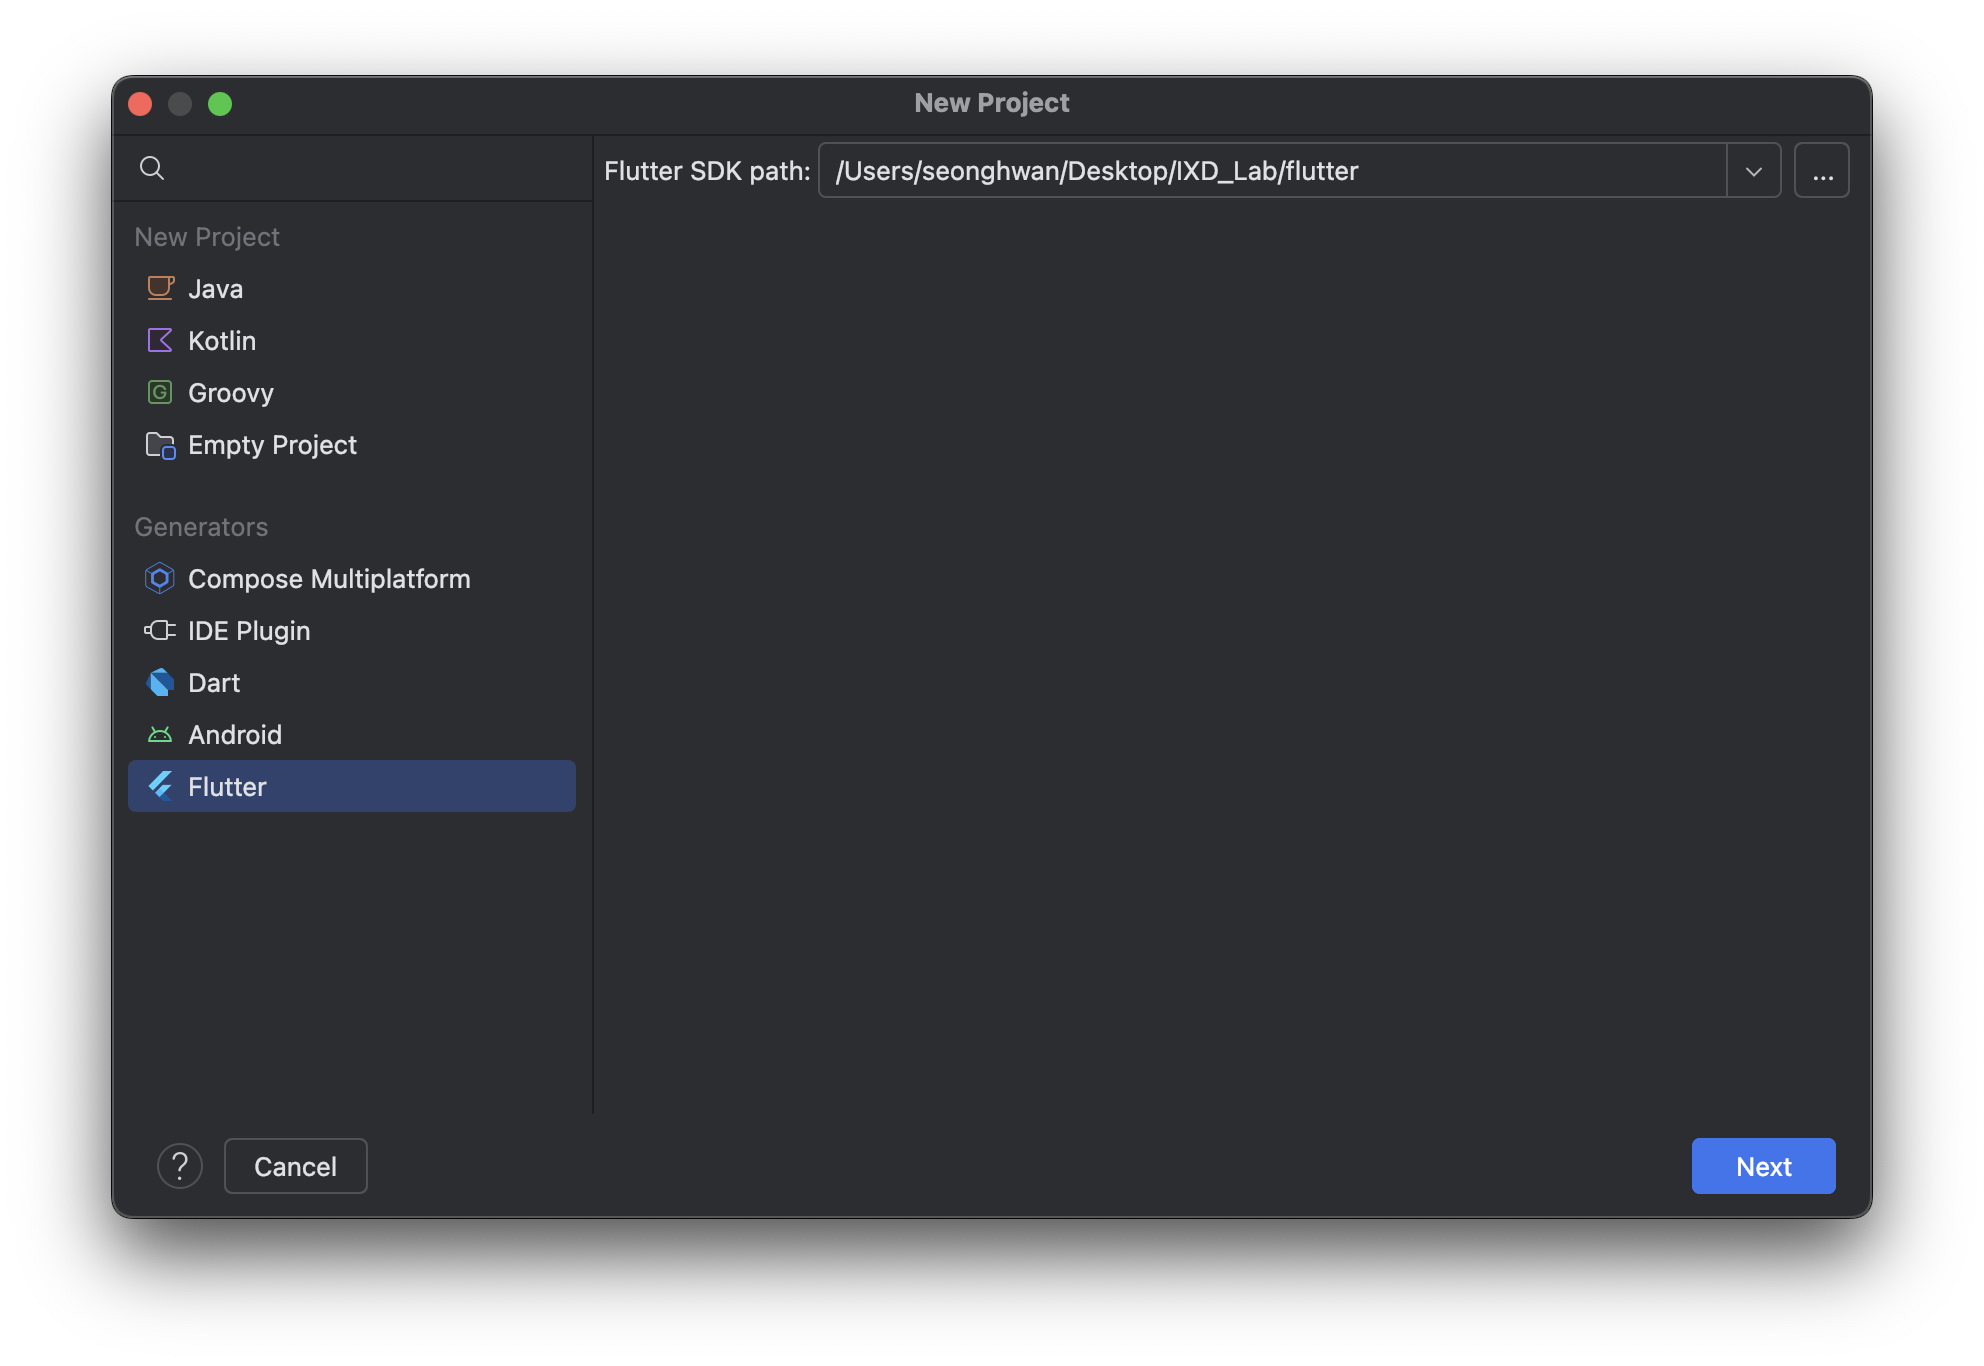 New Project
Flutter SDK path: /Users/seonghwan/Desktop/IXD_Lab/flutter
...
New Project
Java
Kotlin
G Groovy
Empty Project
Generators
Compose Multiplatform
IDE Plugin
Dart
Android
Flutter
? Cancel
Next